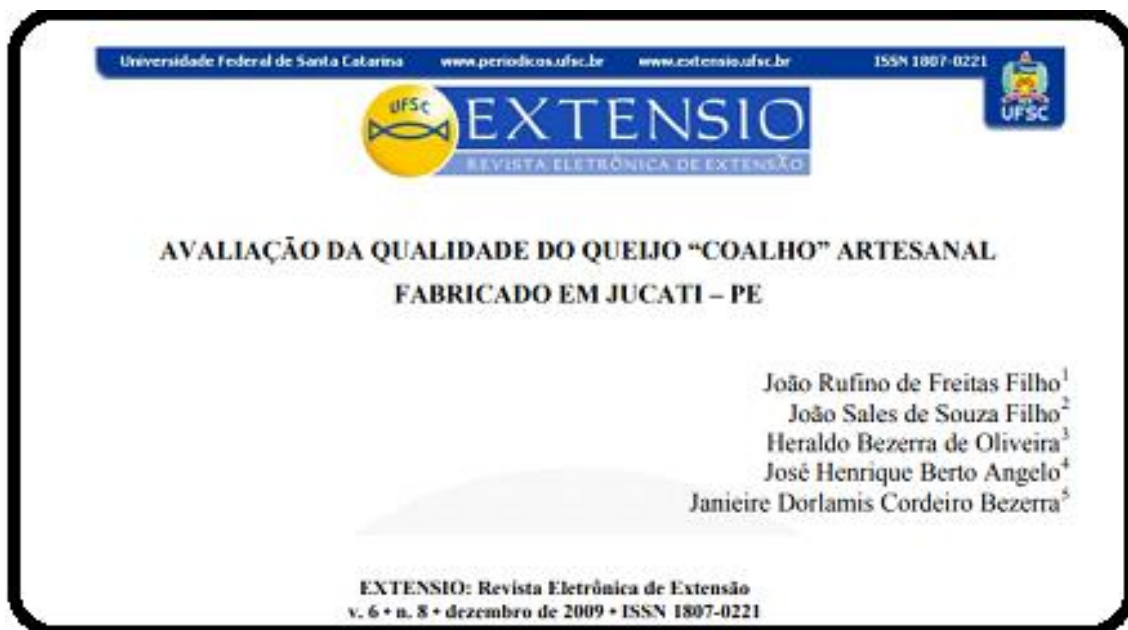 Universidade Federal de Santa Catarina www.periodicos.ufsc.br www.extensio.ufsc.br ISSN 1807-0221
UFSC
UFSC
EXTENSIO
REVISTA ELETRÔNICA DE EXTENSÃO
AVALIAÇÃO DA QUALIDADE DO QUEIJO “COALHO” ARTESANAL
FABRICADO EM JUCATI – PE
João Rufino de Freitas Filho¹
João Sales de Souza Filho²
Heraldo Bezerra de Oliveira³
José Henrique Berto Angelo⁴
Janieire Dorlamis Cordeiro Bezerra⁵
EXTENSIO: Revista Eletrônica de Extensão
v. 6 • n. 8 • dezembro de 2009 • ISSN 1807-0221